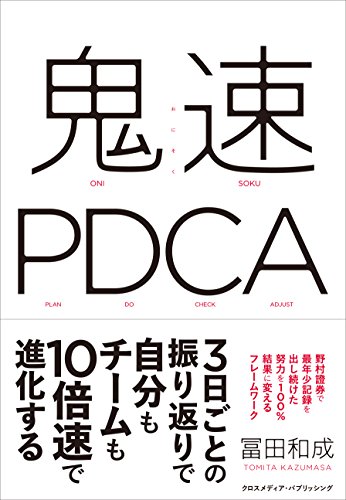 鬼速
おにそく
ONI SOKU
PDCA
PLAN DO CHECK ADJUST
3日ごとの
振り返りで
自分も
チームも
10倍速で
進化する
野村證券で
最年少記録を
出し続けた
努力を100%
結果に変える
フレームワーク
冨田和成
TOMITA KAZUMASA
クロスメディア・パブリッシング